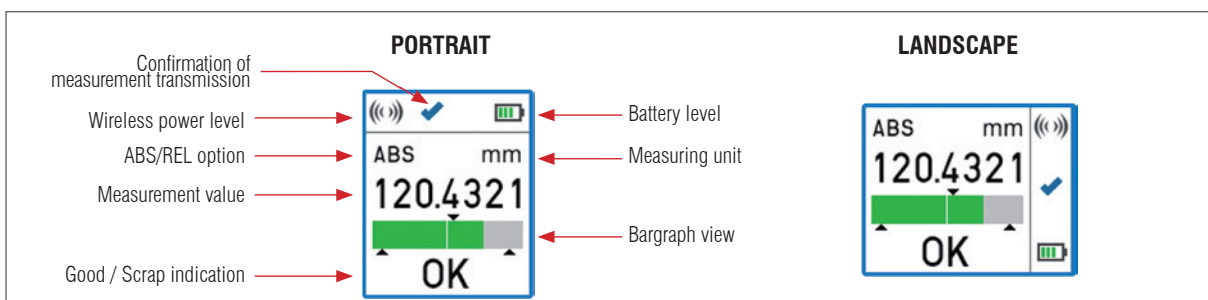 PORTRAIT
LANDSCAPE
Confirmation of
measurement transmission
Wireless power level
ABS/REL option
Measurement value
Good / Scrap indication
ABS mm
120.4321
OK
Battery level
Measuring unit
Bargraph view
ABS mm
120.4321
OK